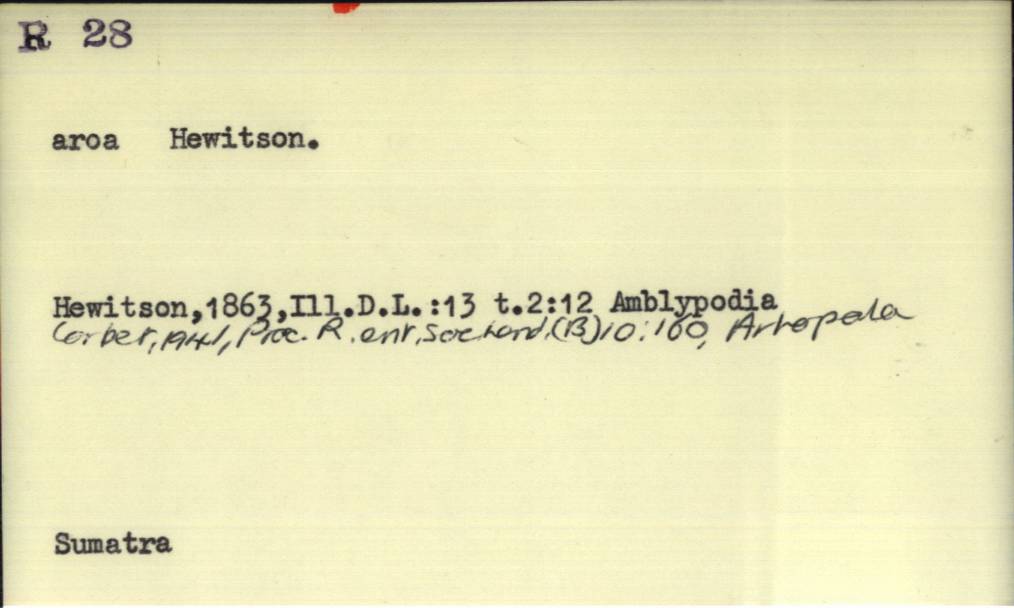 R 28
aroa Hewitson.
Hewitson,1863,Ill.D.L.:13 t.2:12 Amblypodia
Corbet, 1941, Proc. R. ent. Soc. Lond. (B) 10: 160, Arhopala
Sumatra